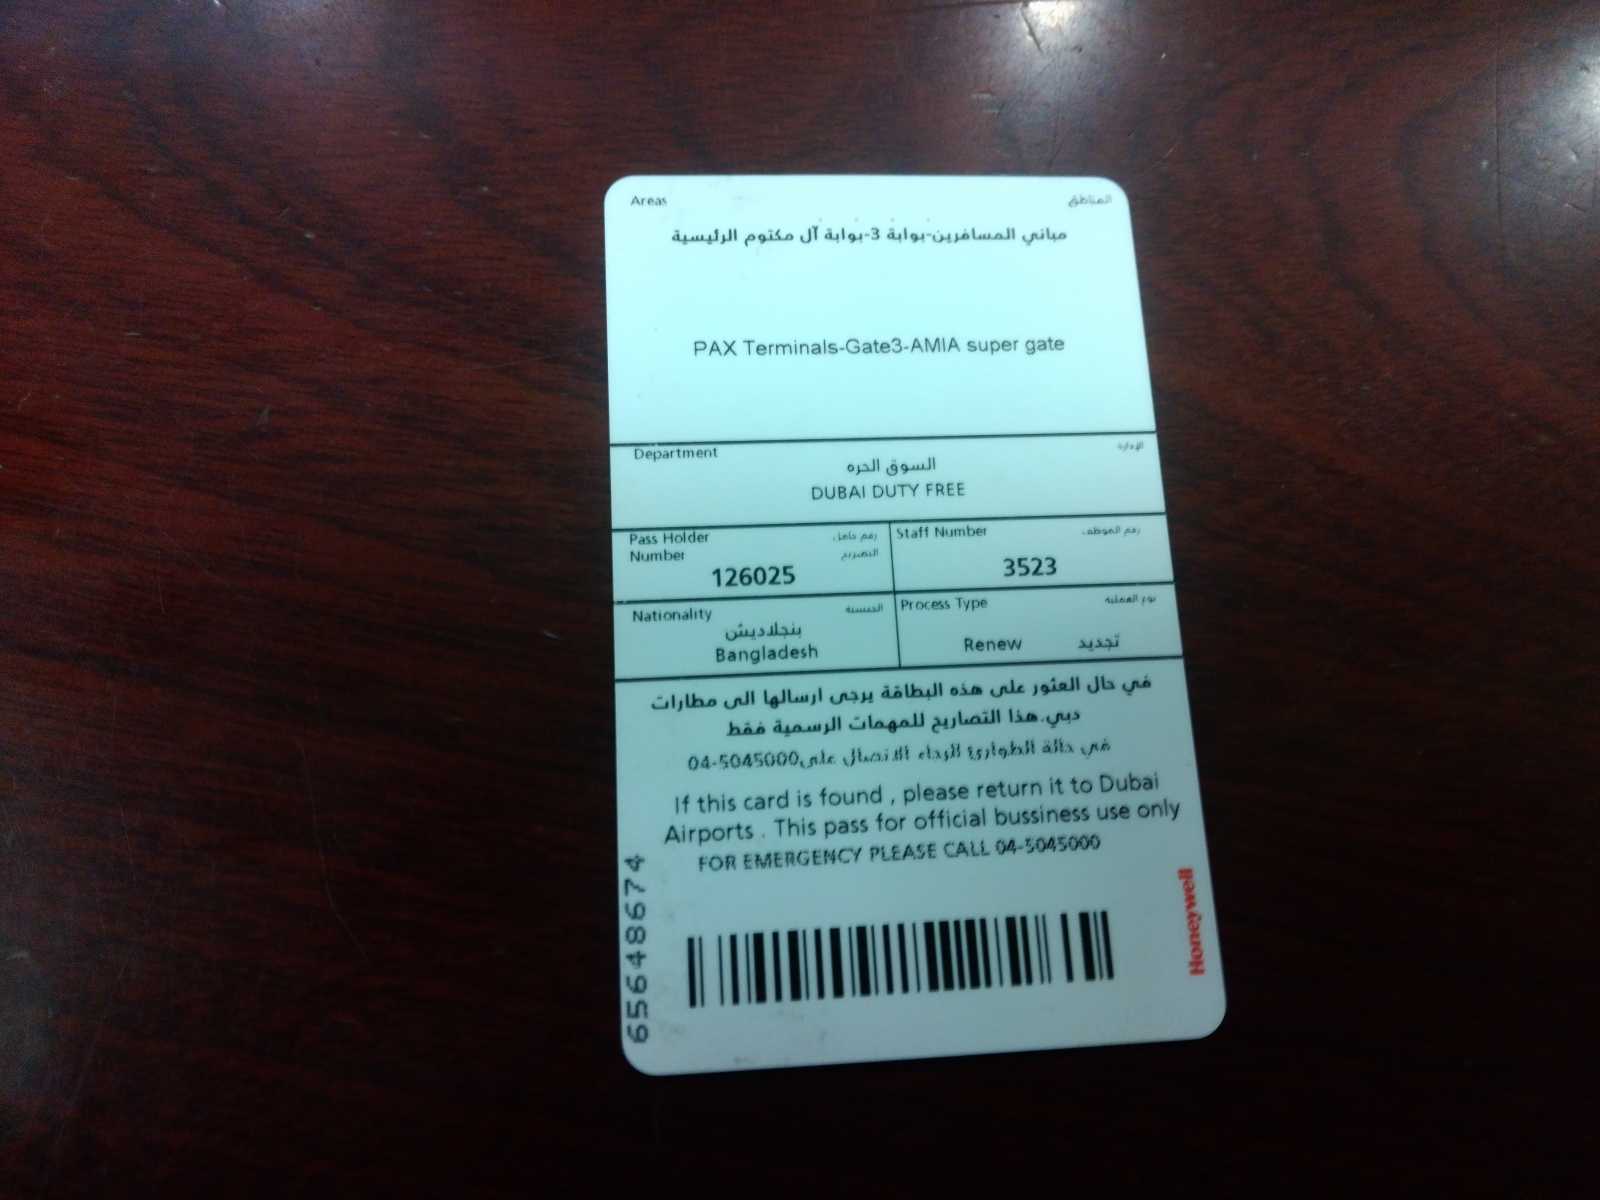 Areas المناطق
مباني المسافرين-بوابة 3-بوابة آل مكتوم الرئيسية
PAX Terminals-Gate3-AMIA super gate
Department الإدارة
السوق الحره
DUBAI DUTY FREE
Pass Holder رقم حامل
Number التصريح
126025
Staff Number رقم الموظف
3523
Nationality الجنسية
بنجلاديش
Bangladesh
Process Type نوع العملية
Renew تجديد
في حال العثور على هذه البطاقة يرجى ارسالها الى مطارات
دبي.هذا التصاريح للمهمات الرسمية فقط
في حالة الطوارئ الرجاء الاتصال على04-5045000
If this card is found , please return it to Dubai
Airports . This pass for official bussiness use only
FOR EMERGENCY PLEASE CALL 04-5045000
65648674
Honeywell